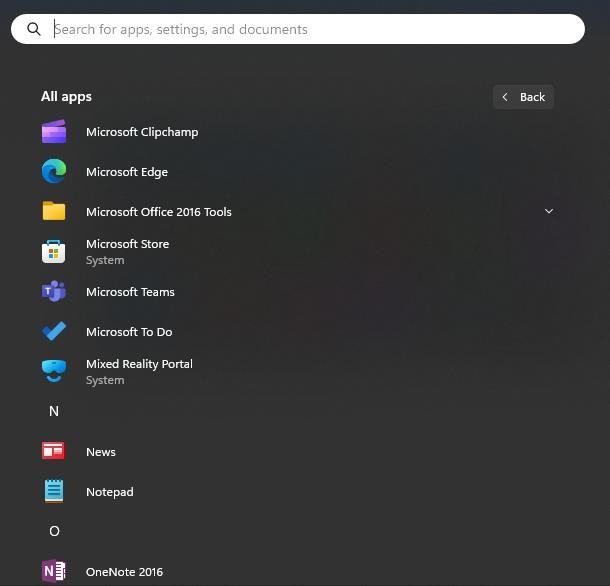 Search for apps, settings, and documents
All apps
Back
Microsoft Clipchamp
Microsoft Edge
Microsoft Office 2016 Tools
Microsoft Store
System
Microsoft Teams
Microsoft To Do
Mixed Reality Portal
System
N
News
Notepad
O
OneNote 2016